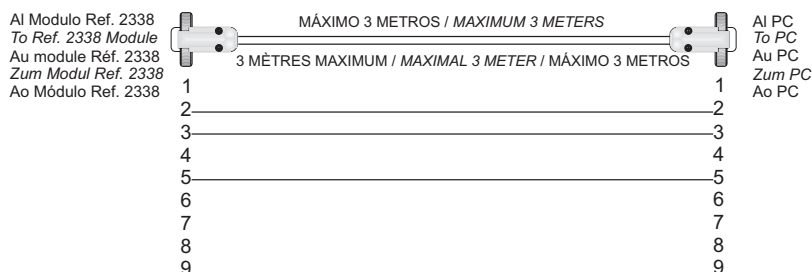 Al Modulo Ref. 2338
To Ref. 2338 Module
Au module Réf. 2338
Zum Modul Ref. 2338
Ao Módulo Ref. 2338
MÁXIMO 3 METROS / MAXIMUM 3 METERS
3 MÈTRES MAXIMUM / MAXIMAL 3 METER / MÁXIMO 3 METROS
Al PC
To PC
Au PC
Zum PC
Ao PC
1 1
2 2
3 3
4 4
5 5
6 6
7 7
8 8
9 9